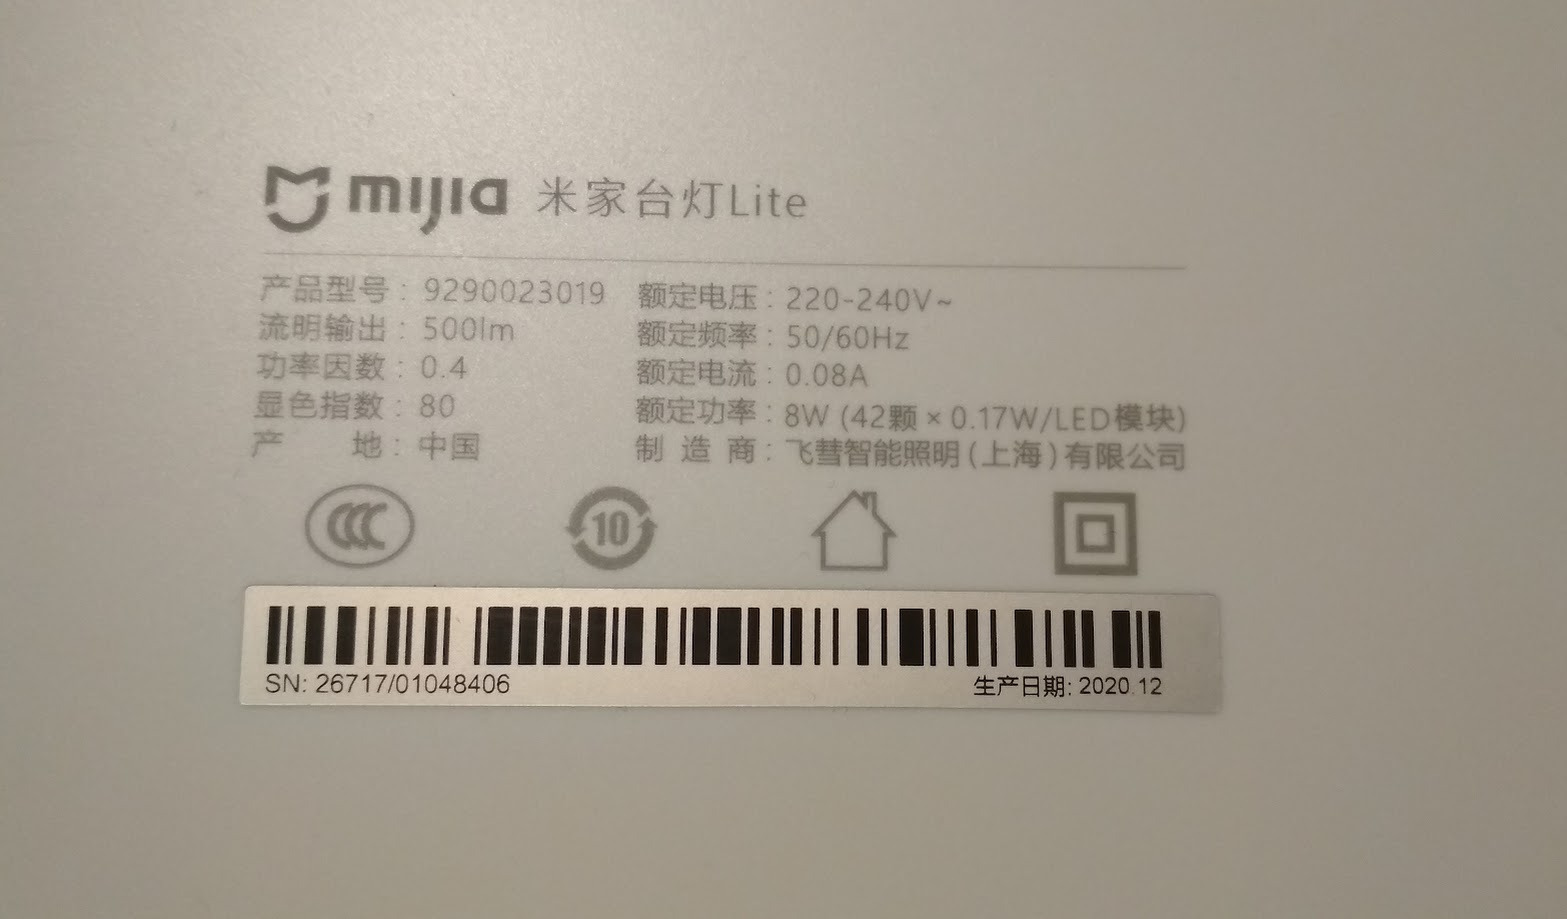 mijia 米家台灯Lite
产品型号：9290023019
流明输出：500lm
功率因数：0.4
显色指数：80
产 地：中国
额定电压：220-240V~
额定频率：50/60Hz
额定电流：0.08A
额定功率：8W (42颗×0.17W/LED模块)
制 造 商：飞彗智能照明(上海)有限公司
CCC
10
SN: 26717/01048406
生产日期: 2020.12